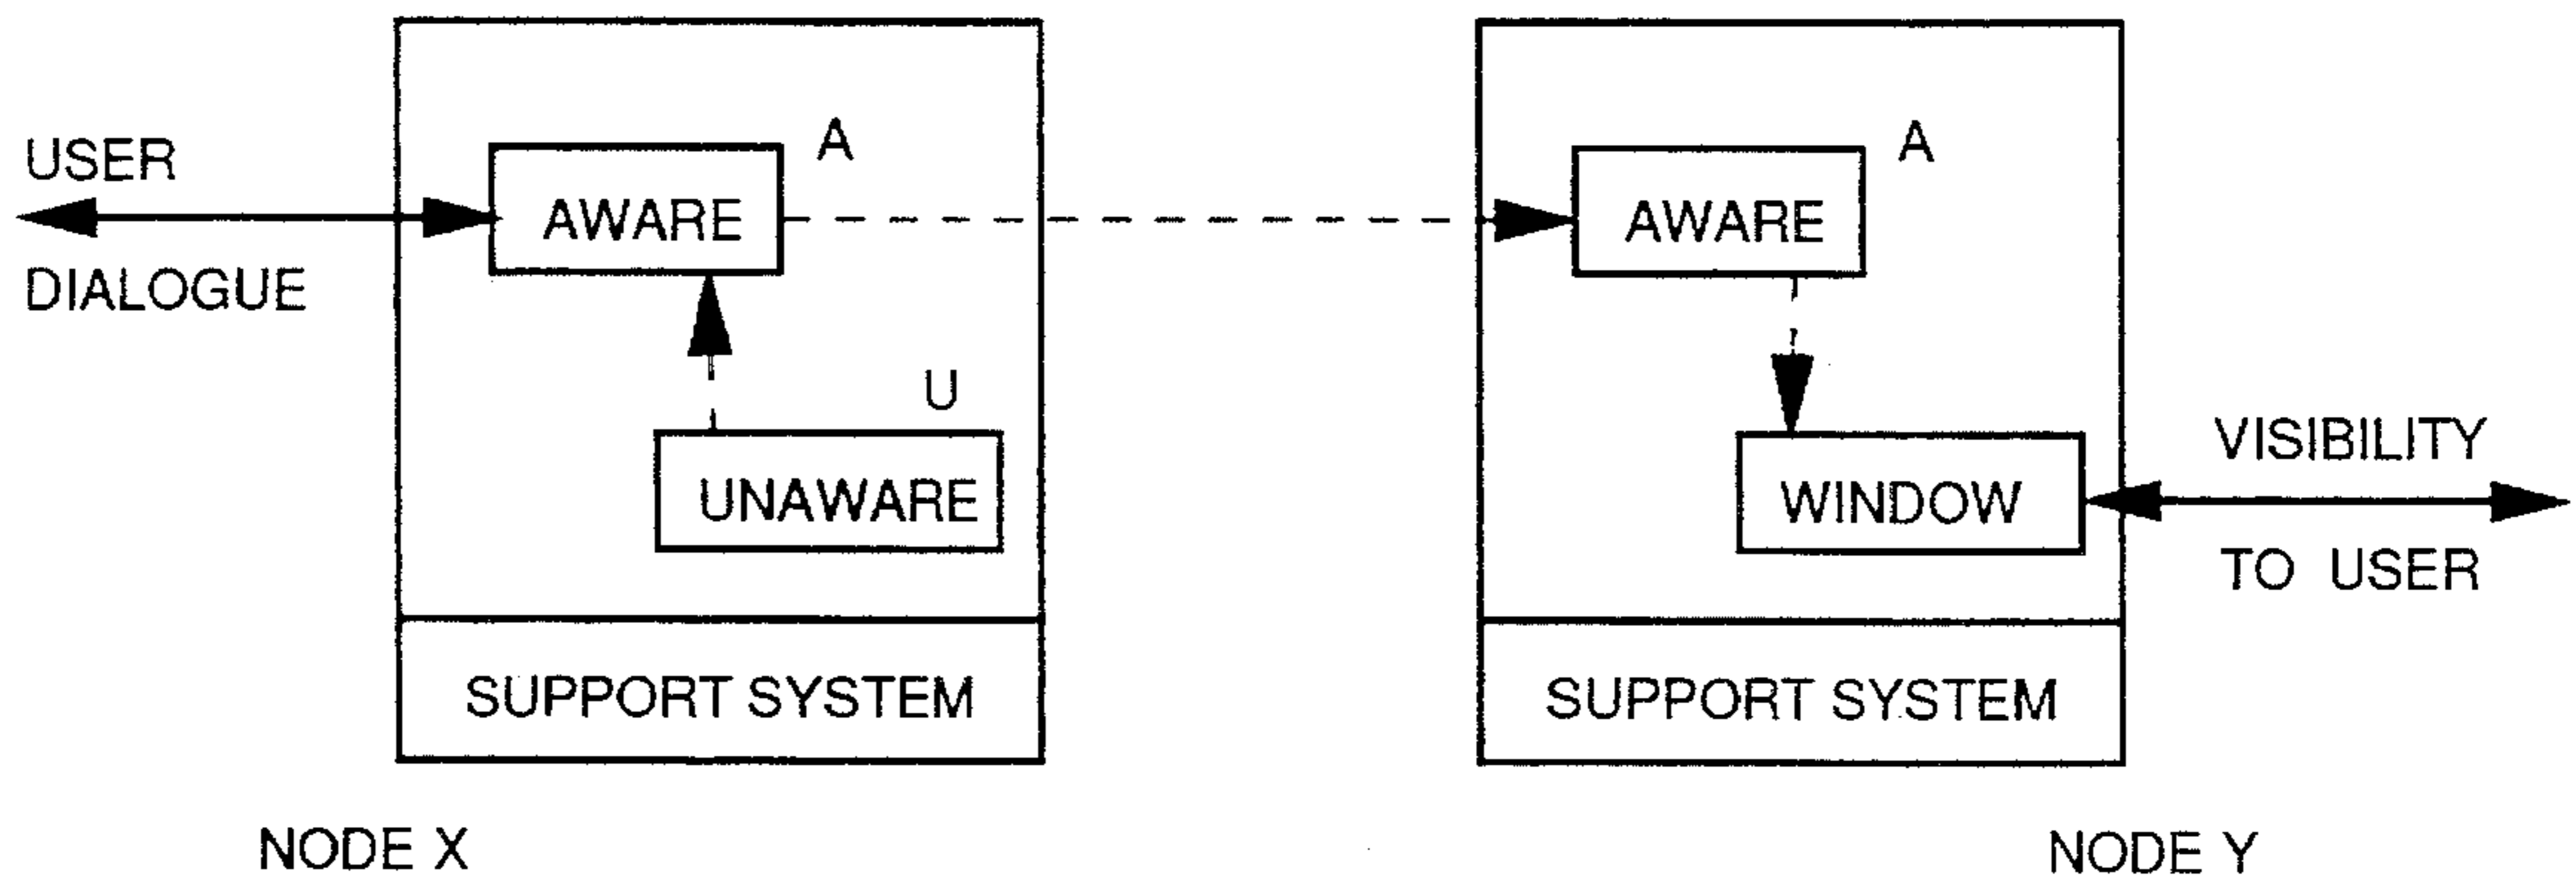 USER
DIALOGUE
A
AWARE
U
UNAWARE
SUPPORT SYSTEM
NODE X
A
AWARE
WINDOW
VISIBILITY
TO USER
SUPPORT SYSTEM
NODE Y